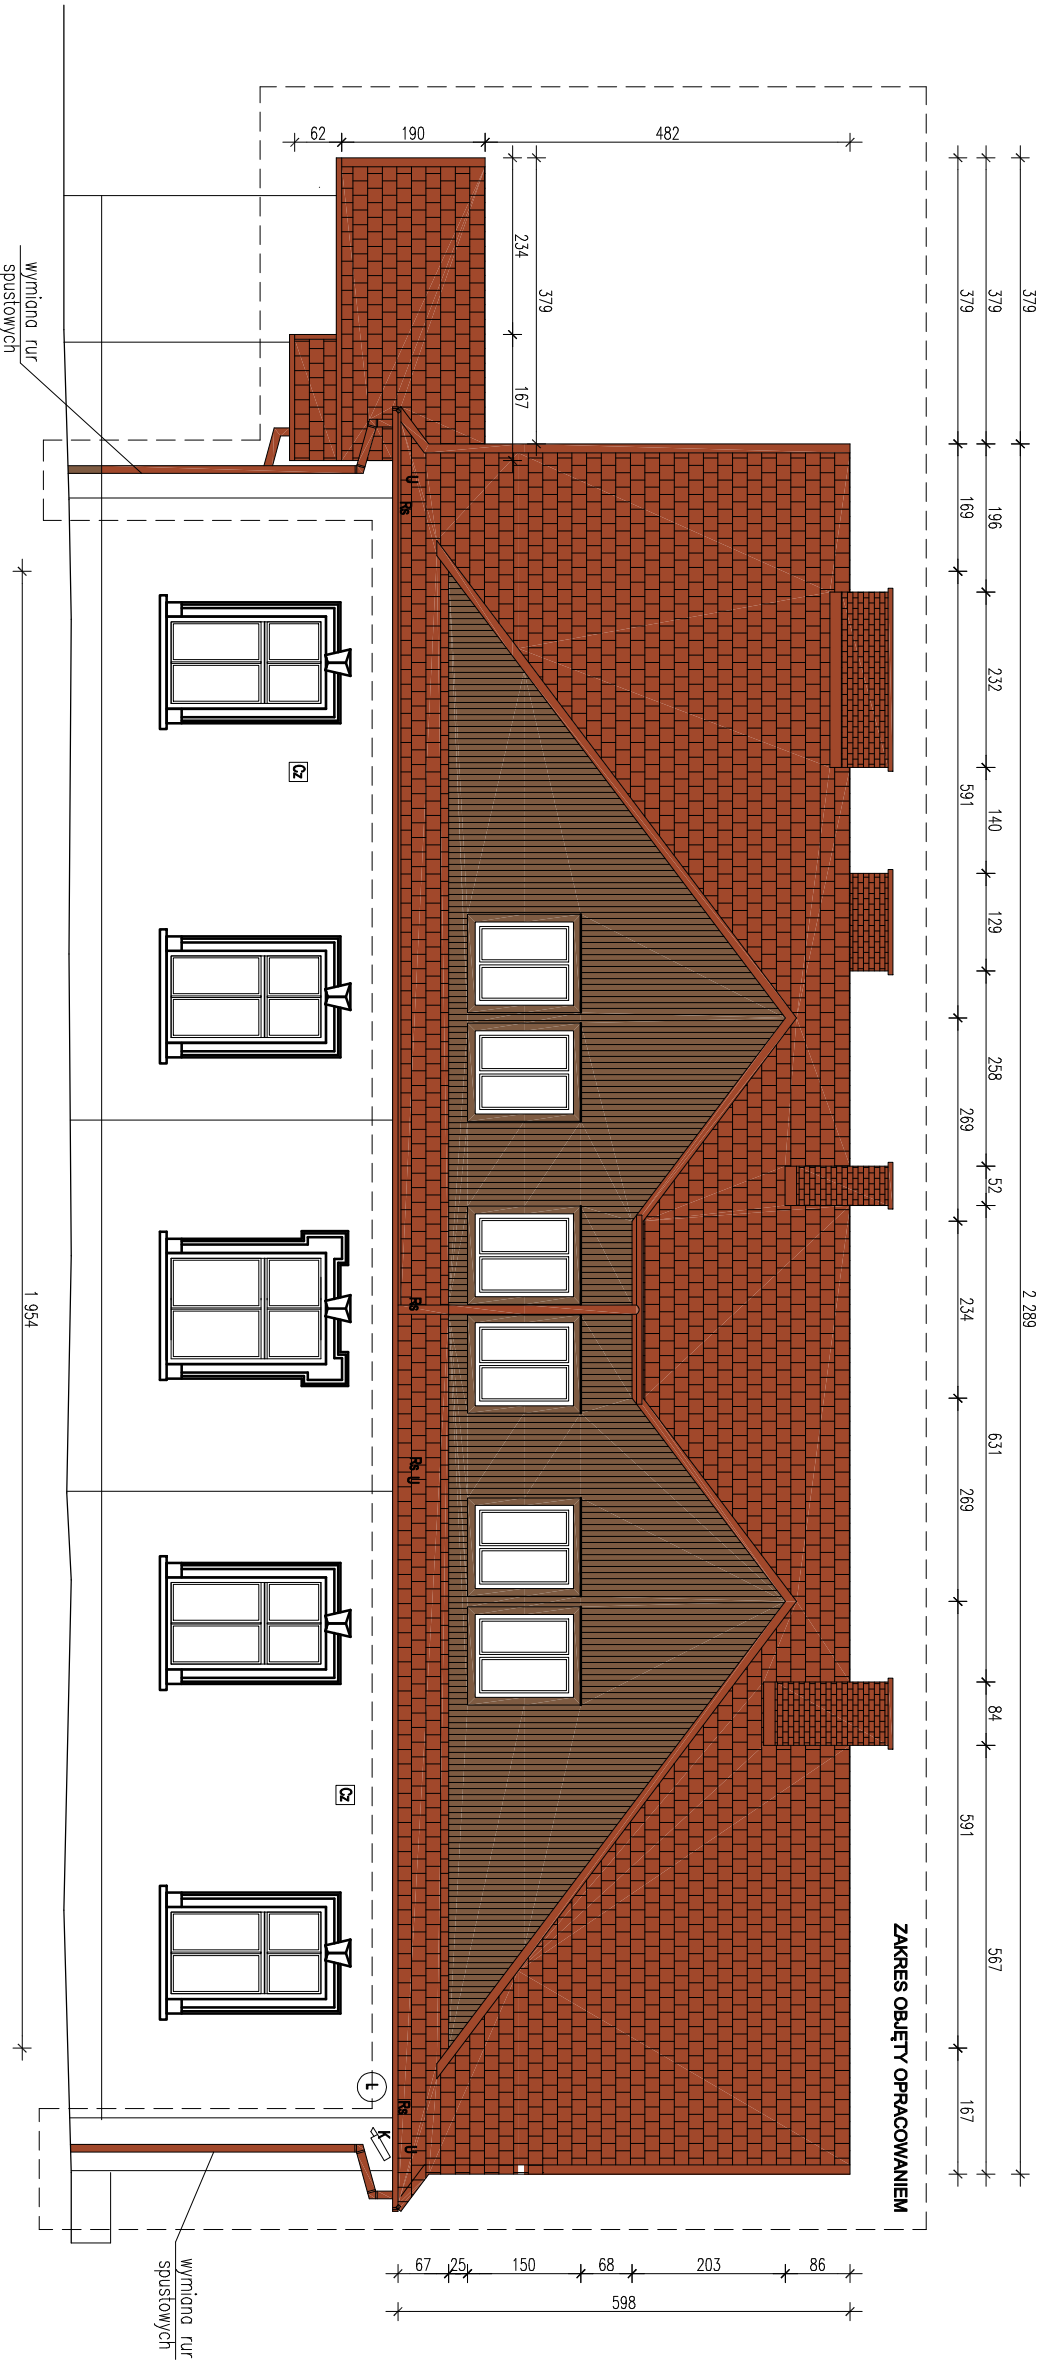 379
2 289
379
196
232
140
129
258
52
631
84
567
379
169
591
269
234
269
591
167
ZAKRES OBJĘTY OPRACOWANIEM
379
234
167
482
190
62
U
Rs
Rs
Rs U
Rs
U
K
L
Cz
Cz
86
203
68
150
25
67
598
wymiana rur
spustowych
wymiana rur
spustowych
1 954